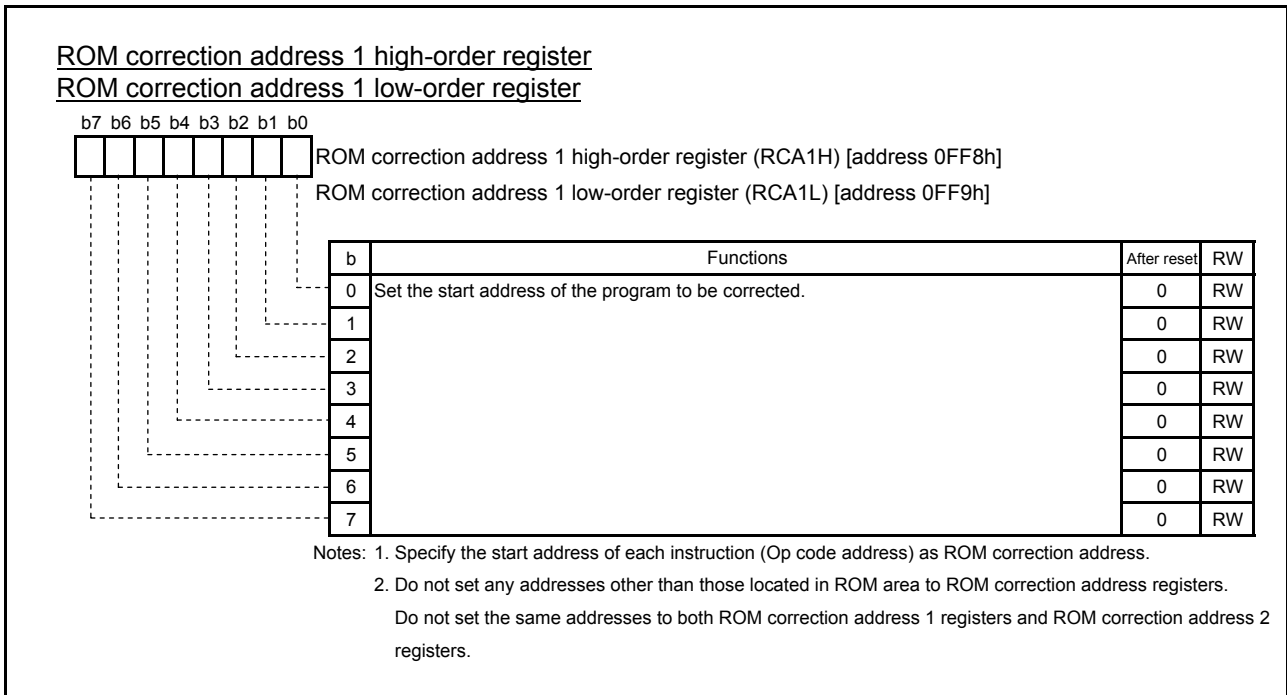 ROM correction address 1 high-order register
ROM correction address 1 low-order register
b7 b6 b5 b4 b3 b2 b1 b0
ROM correction address 1 high-order register (RCA1H) [address 0FF8h]
ROM correction address 1 low-order register (RCA1L) [address 0FF9h]
b Functions After reset RW
0 Set the start address of the program to be corrected. 0 RW
1 0 RW
2 0 RW
3 0 RW
4 0 RW
5 0 RW
6 0 RW
7 0 RW
Notes: 1. Specify the start address of each instruction (Op code address) as ROM correction address.
2. Do not set any addresses other than those located in ROM area to ROM correction address registers.
Do not set the same addresses to both ROM correction address 1 registers and ROM correction address 2
registers.